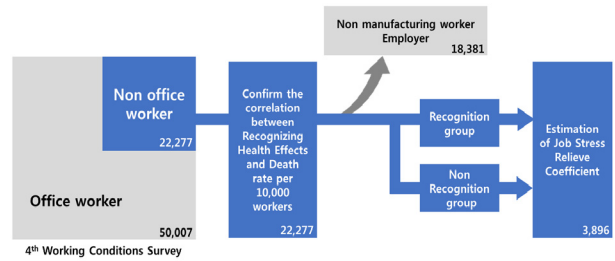 Non manufacturing worker
Employer
18,381
Non office
worker
22,277
Office worker
50,007
4th Working Conditions Survey
Confirm the
correlation
between
Recognizing
Health Effects
and Death
rate per
10,000
workers
22,277
Recognition
group
Non
Recognition
group
Estimation
of Job Stress
Relieve
Coefficient
3,896